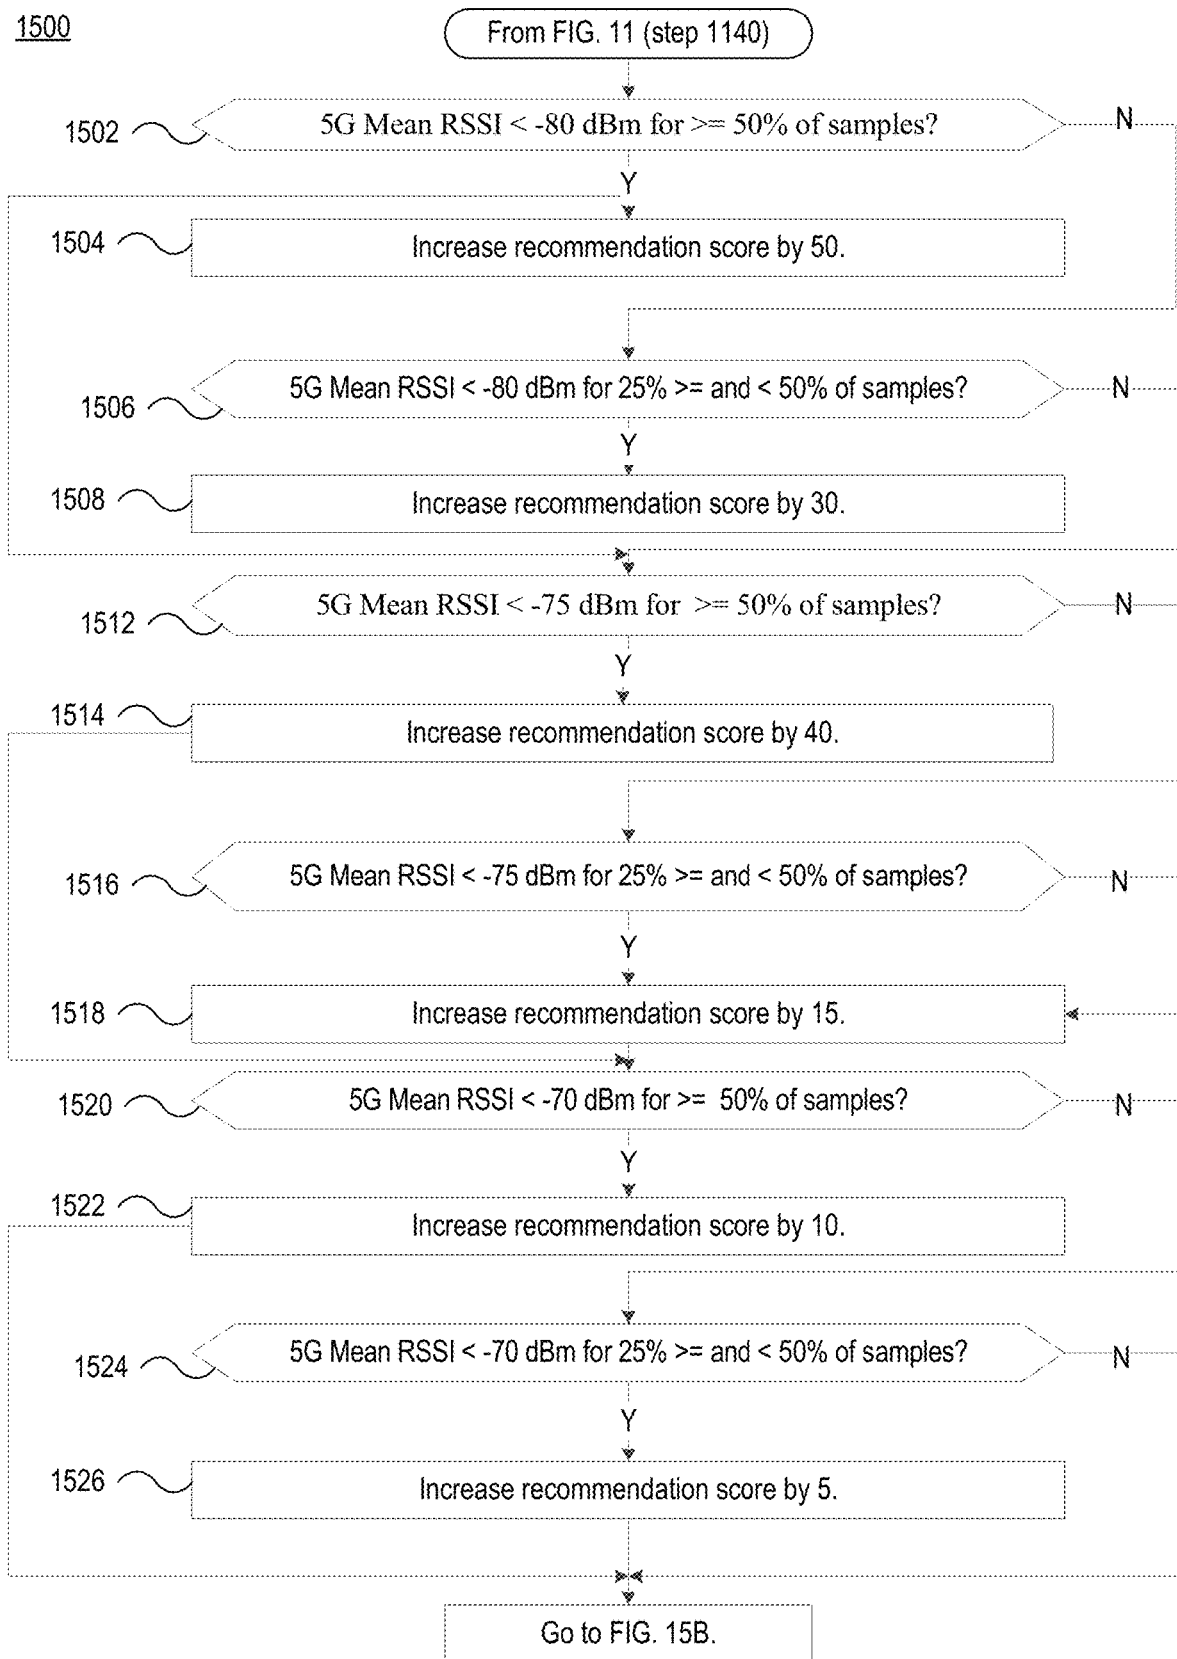 1500
From FIG. 11 (step 1140)
1502
5G Mean RSSI < -80 dBm for >= 50% of samples?
N
Y
1504
Increase recommendation score by 50.
1506
5G Mean RSSI < -80 dBm for 25% >= and < 50% of samples?
N
Y
1508
Increase recommendation score by 30.
1512
5G Mean RSSI < -75 dBm for >= 50% of samples?
N
Y
1514
Increase recommendation score by 40.
1516
5G Mean RSSI < -75 dBm for 25% >= and < 50% of samples?
N
Y
1518
Increase recommendation score by 15.
1520
5G Mean RSSI < -70 dBm for >= 50% of samples?
N
Y
1522
Increase recommendation score by 10.
1524
5G Mean RSSI < -70 dBm for 25% >= and < 50% of samples?
N
Y
1526
Increase recommendation score by 5.
Go to FIG. 15B.